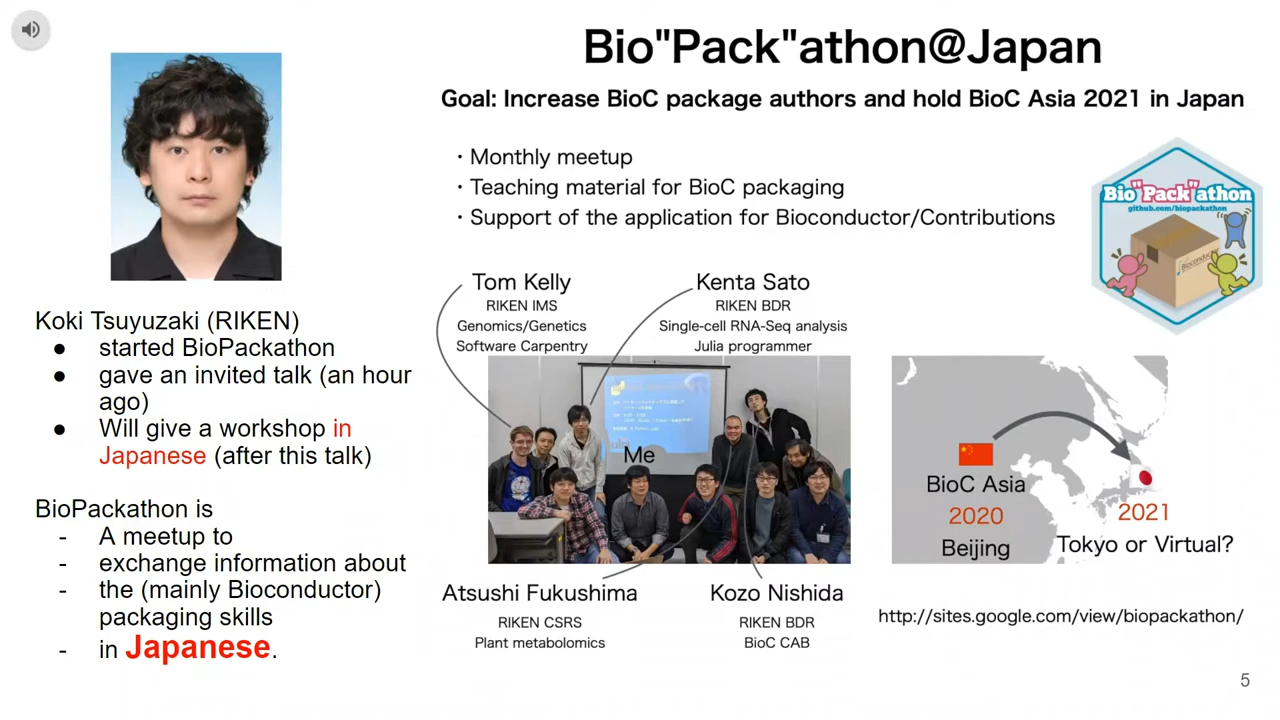 Bio"Pack"athon@Japan
Goal: Increase BioC package authors and hold BioC Asia 2021 in Japan
・Monthly meetup
・Teaching material for BioC packaging
・Support of the application for Bioconductor/Contributions
Bio"Pack"athon
github.com/biopackathon
Bioconductor
Koki Tsuyuzaki (RIKEN)
● started BioPackathon
● gave an invited talk (an hour
ago)
● Will give a workshop in
Japanese (after this talk)
BioPackathon is
- A meetup to
- exchange information about
- the (mainly Bioconductor)
packaging skills
- in Japanese.
Tom Kelly
RIKEN IMS
Genomics/Genetics
Software Carpentry
Kenta Sato
RIKEN BDR
Single-cell RNA-Seq analysis
Julia programmer
Me
Atsushi Fukushima
RIKEN CSRS
Plant metabolomics
Kozo Nishida
RIKEN BDR
BioC CAB
BioC Asia
2020
Beijing
2021
Tokyo or Virtual?
http://sites.google.com/view/biopackathon/
5